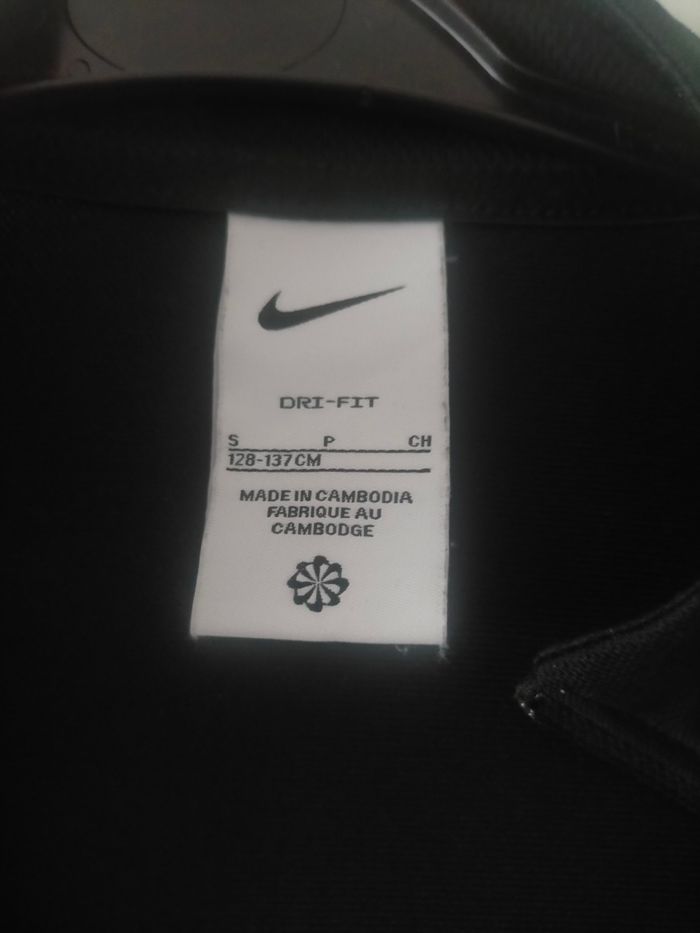 DRI-FIT
S P CH
128-137CM
MADE IN CAMBODIA
FABRIQUE AU
CAMBODGE